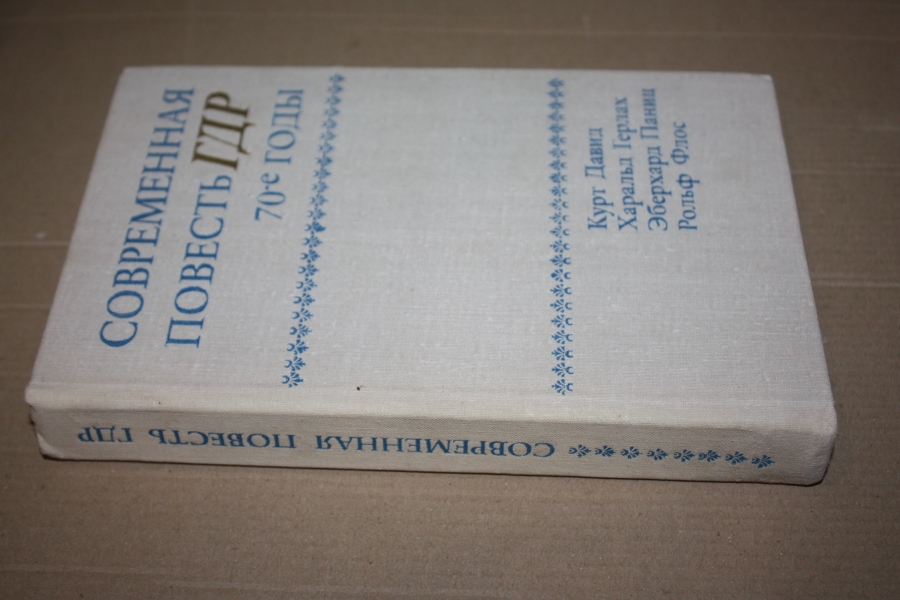 СОВРЕМЕННАЯ
ПОВЕСТЬ ГДР
70-е ГОДЫ
Курт Давид
Харальд Герлах
Эберхард Паниц
Рольф Флос
СОВРЕМЕННАЯ ПОВЕСТЬ ГДР